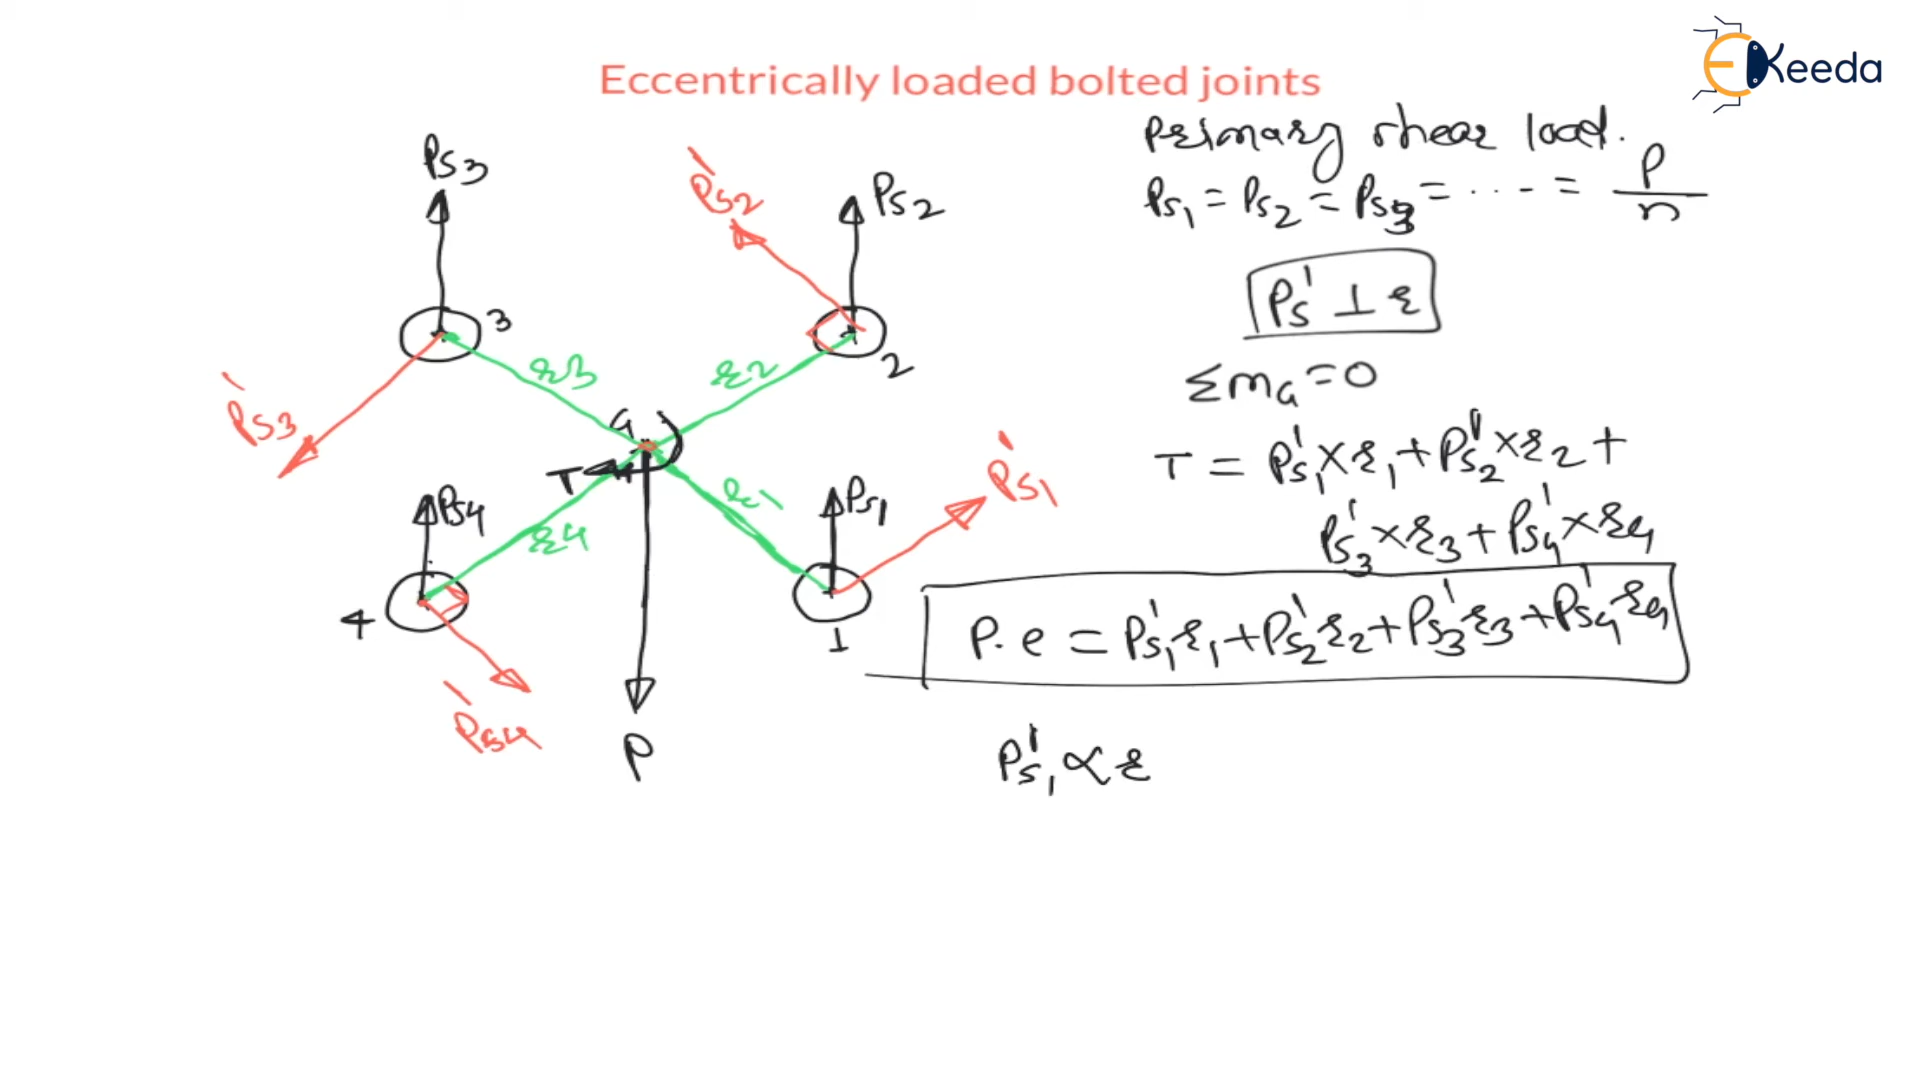 EKeeda
Eccentrically loaded bolted joints
Primary shear load.
Ps1 = Ps2 = Ps3 = ... - = P/n
Ps' ⊥ r
ΣmG = 0
T = Ps1' × r1 + Ps2' × r2 +
Ps3' × r3 + Ps4' × r4
P. e = Ps1' r1 + Ps2' r2 + Ps3' r3 + Ps4' r4
Ps1' ∝ r
Ps3
Ps2'
Ps2
3
2
r3
r2
G
Ps3'
T
Ps4
r4
r1
Ps1
Ps1'
4
1
Ps4'
P